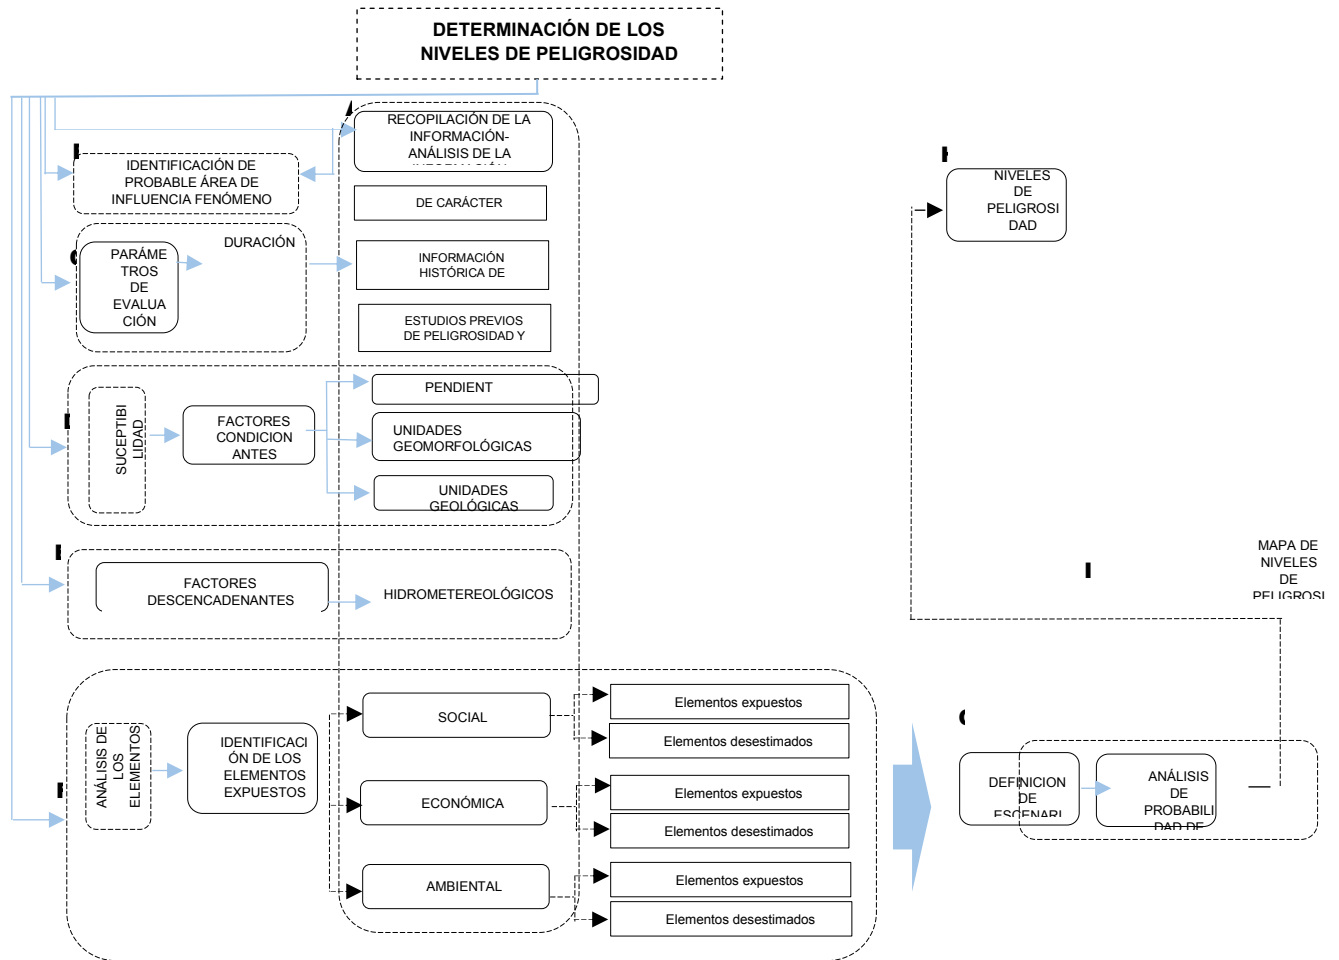 DETERMINACIÓN DE LOS
NIVELES DE PELIGROSIDAD
RECOPILACIÓN DE LA
INFORMACIÓN-
ANÁLISIS DE LA
IDENTIFICACIÓN DE
PROBABLE ÁREA DE
INFLUENCIA FENÓMENO
DE CARÁCTER
PARÁME
TROS
DE
EVALUA
CIÓN
DURACIÓN
INFORMACIÓN
HISTÓRICA DE
ESTUDIOS PREVIOS
DE PELIGROSIDAD Y
SUCEPTIBI
LIDAD
FACTORES
CONDICION
ANTES
PENDIENT
UNIDADES
GEOMORFOLÓGICAS
UNIDADES
GEOLÓGICAS
FACTORES
DESCENCADENANTES
HIDROMETEREOLÓGICOS
ANÁLISIS DE
LOS
ELEMENTOS
IDENTIFICACI
ÓN DE LOS
ELEMENTOS
EXPUESTOS
SOCIAL
Elementos expuestos
Elementos desestimados
ECONÓMICA
Elementos expuestos
Elementos desestimados
AMBIENTAL
Elementos expuestos
Elementos desestimados
NIVELES
DE
PELIGROSI
DAD
MAPA DE
NIVELES
DE
PELIGROSI
DEFINICION
DE
ESCENARI
ANÁLISIS
DE
PROBABILI
DAD DE